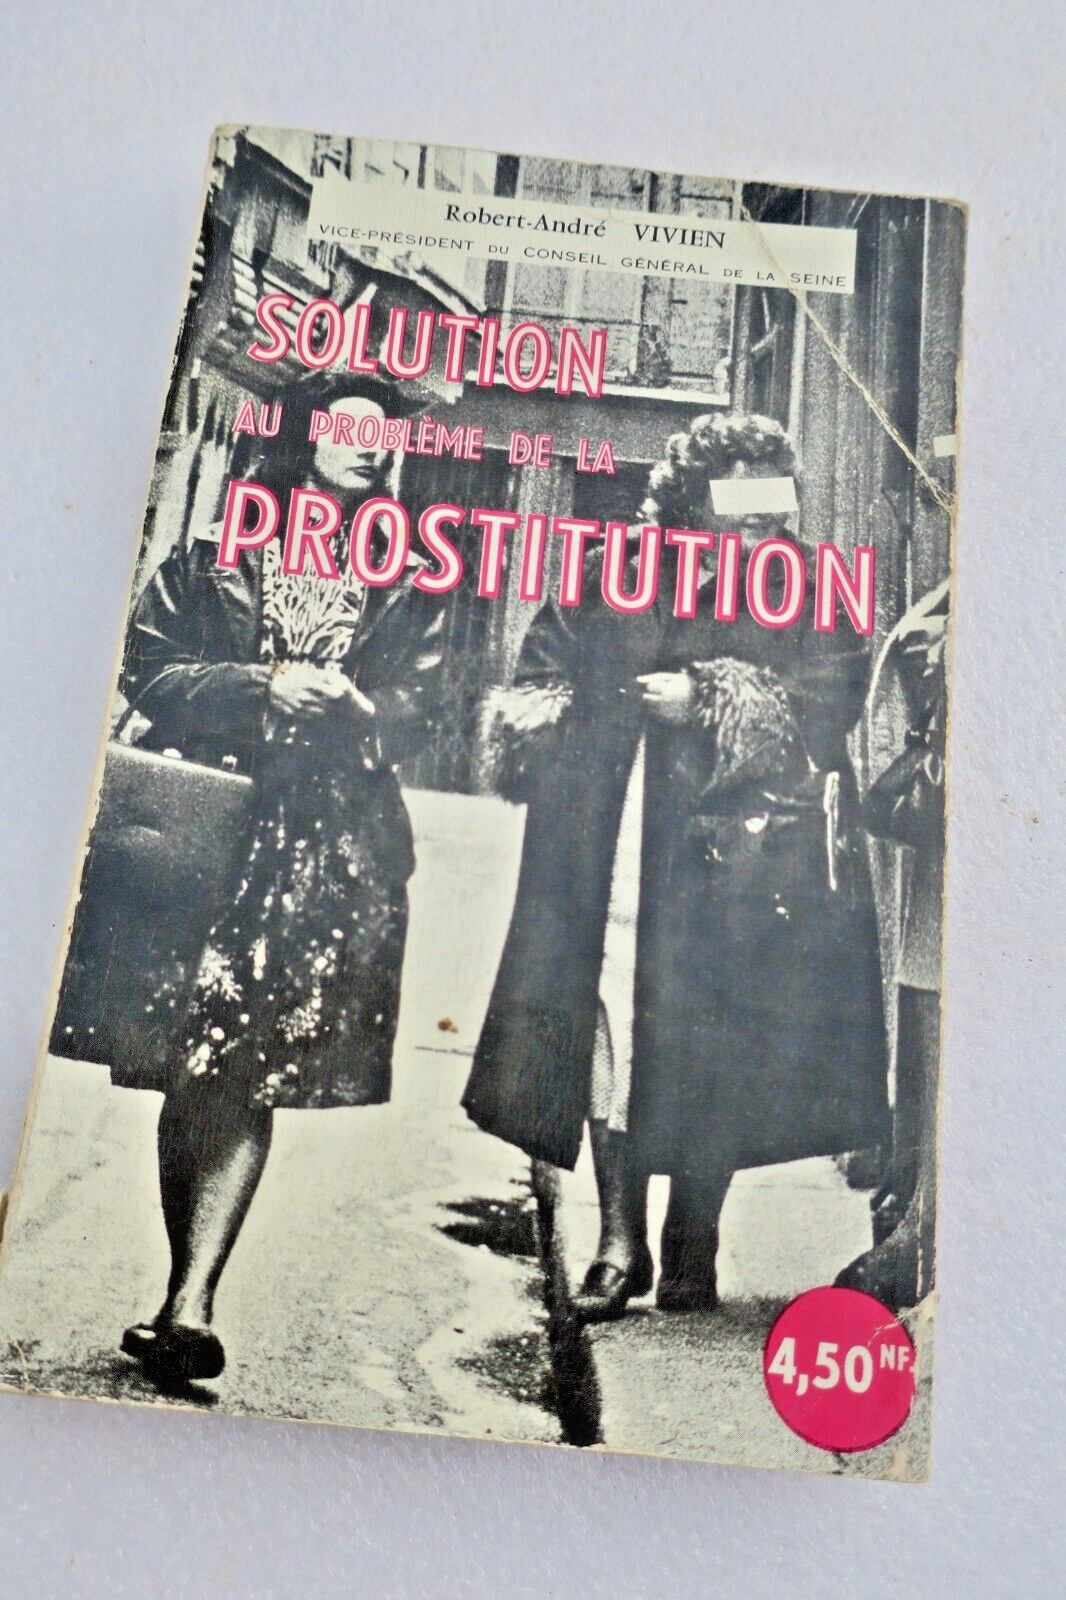 Robert-André VIVIEN
VICE-PRÉSIDENT DU CONSEIL GÉNÉRAL DE LA SEINE
SOLUTION
AU PROBLÈME DE LA
PROSTITUTION
4,50 NF